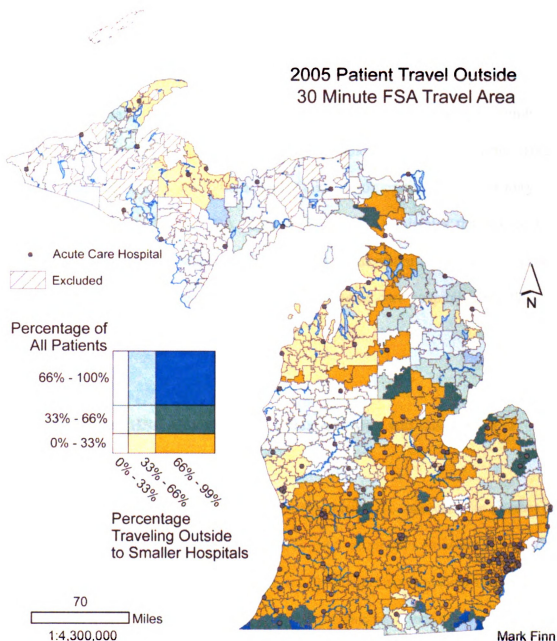 2005 Patient Travel Outside
30 Minute FSA Travel Area
Acute Care Hospital
Excluded
N
Percentage of
All Patients
66% - 100%
33% - 66%
0% - 33%
0% - 33%
33% - 66%
66% - 99%
Percentage
Traveling Outside
to Smaller Hospitals
70
Miles
1:4,300,000
Mark Finn